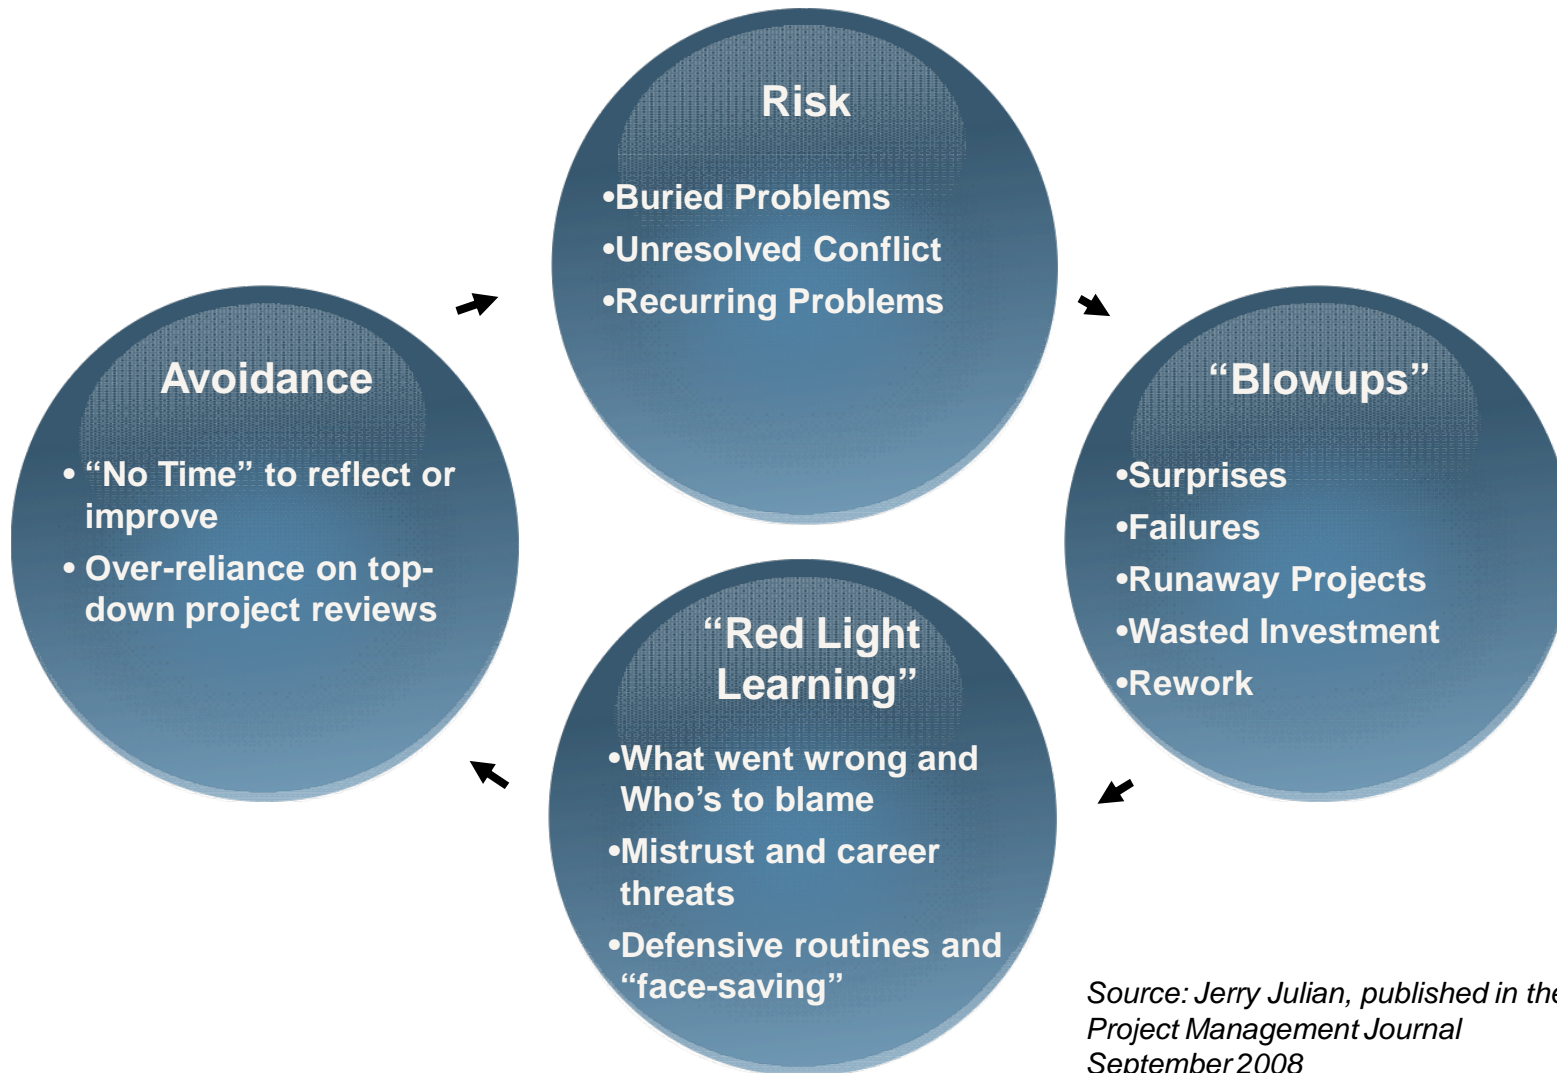 Risk
•Buried Problems
•Unresolved Conflict
•Recurring Problems
Avoidance
• “No Time” to reflect or
improve
• Over-reliance on top-
down project reviews
“Blowups”
•Surprises
•Failures
•Runaway Projects
•Wasted Investment
•Rework
“Red Light
Learning”
•What went wrong and
Who’s to blame
•Mistrust and career
threats
•Defensive routines and
“face-saving”
Source: Jerry Julian, published in the
Project Management Journal
September 2008